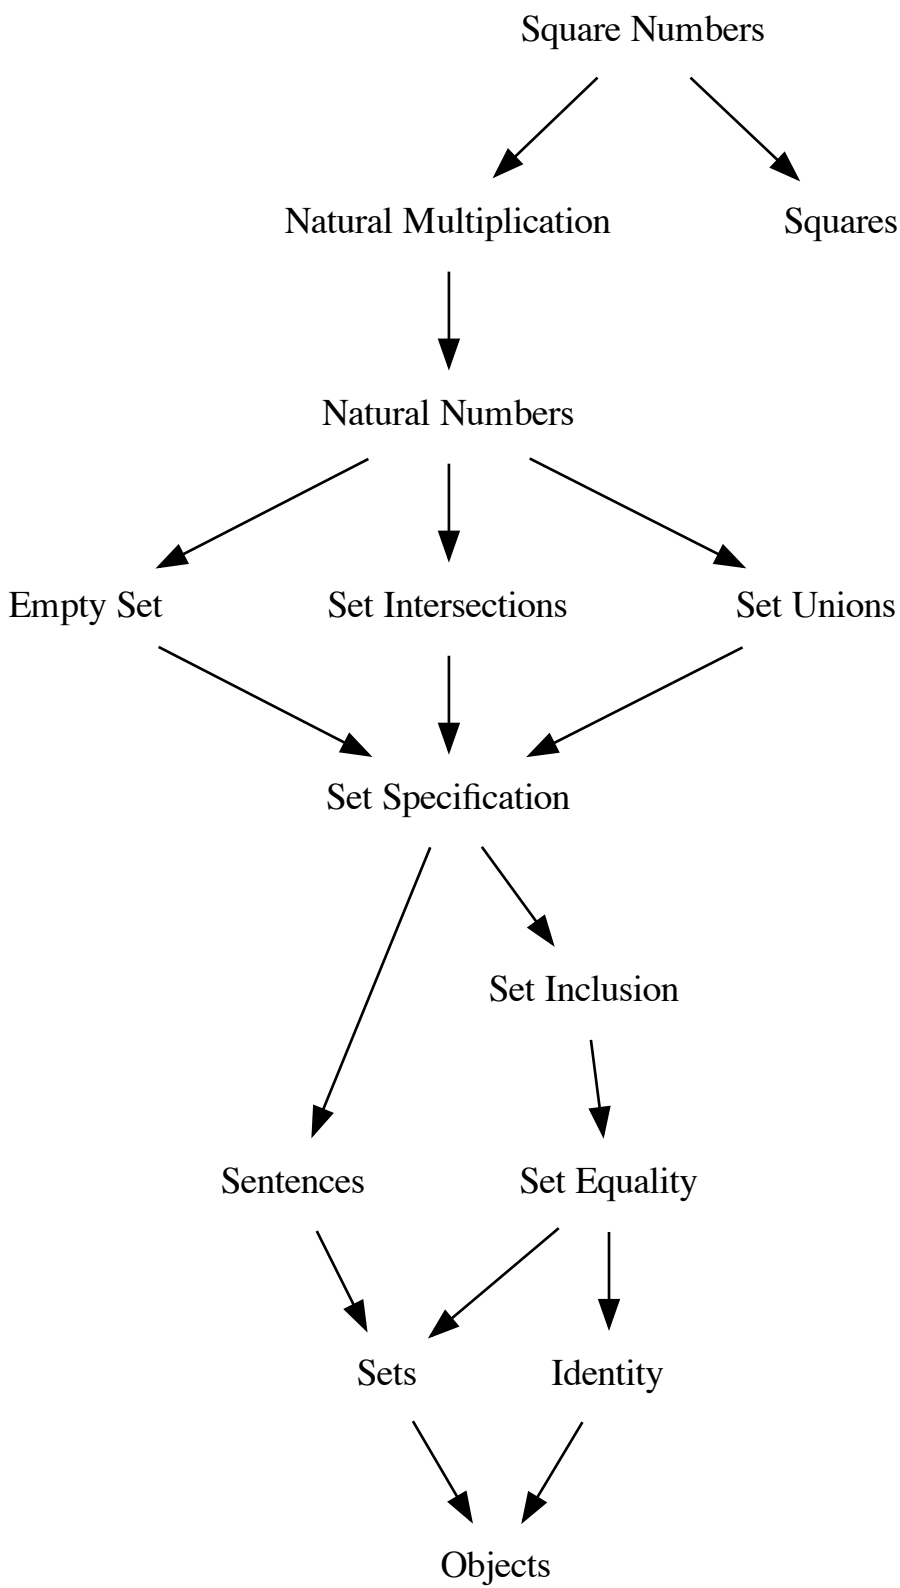 Square Numbers
Natural Multiplication
Squares
Natural Numbers
Empty Set
Set Intersections
Set Unions
Set Specification
Set Inclusion
Sentences
Set Equality
Sets
Identity
Objects